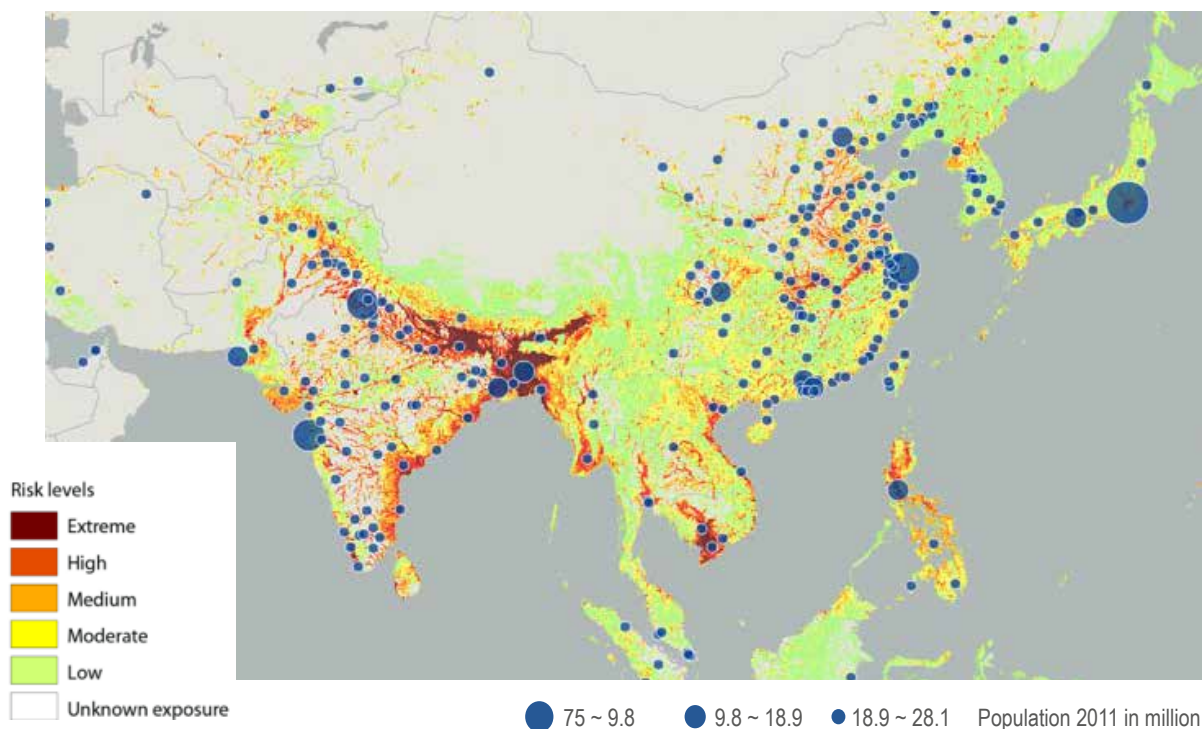 Risk levels
Extreme
High
Medium
Moderate
Low
Unknown exposure
75 ~ 9.8 9.8 ~ 18.9 18.9 ~ 28.1 Population 2011 in million